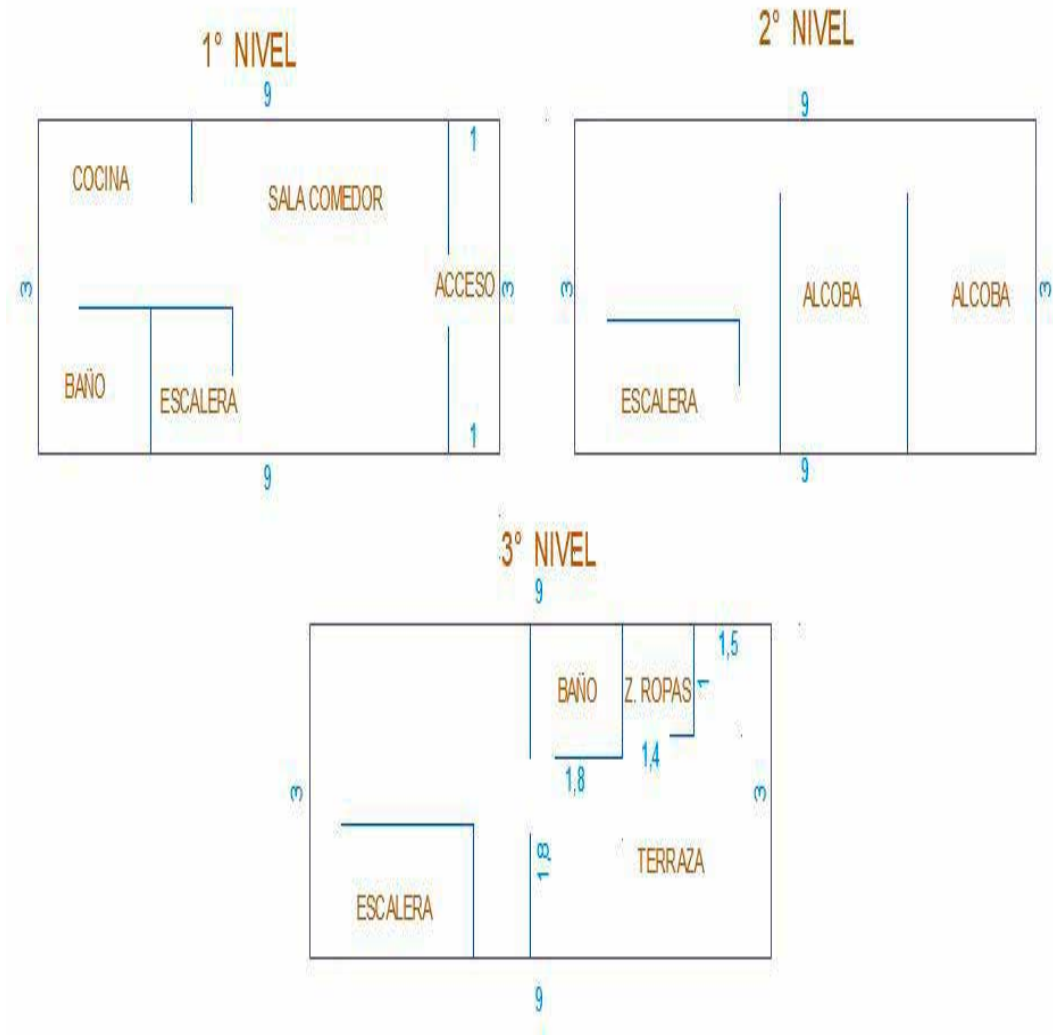 1° NIVEL
9
COCINA
SALA COMEDOR
1
3
ACCESO
3
BAÑO
ESCALERA
1
9
2° NIVEL
9
3
ALCOBA
ALCOBA
3
ESCALERA
9
3° NIVEL
9
1,5
BAÑO
Z. ROPAS
1
1,8
1,4
3
3
1,8
TERRAZA
ESCALERA
9